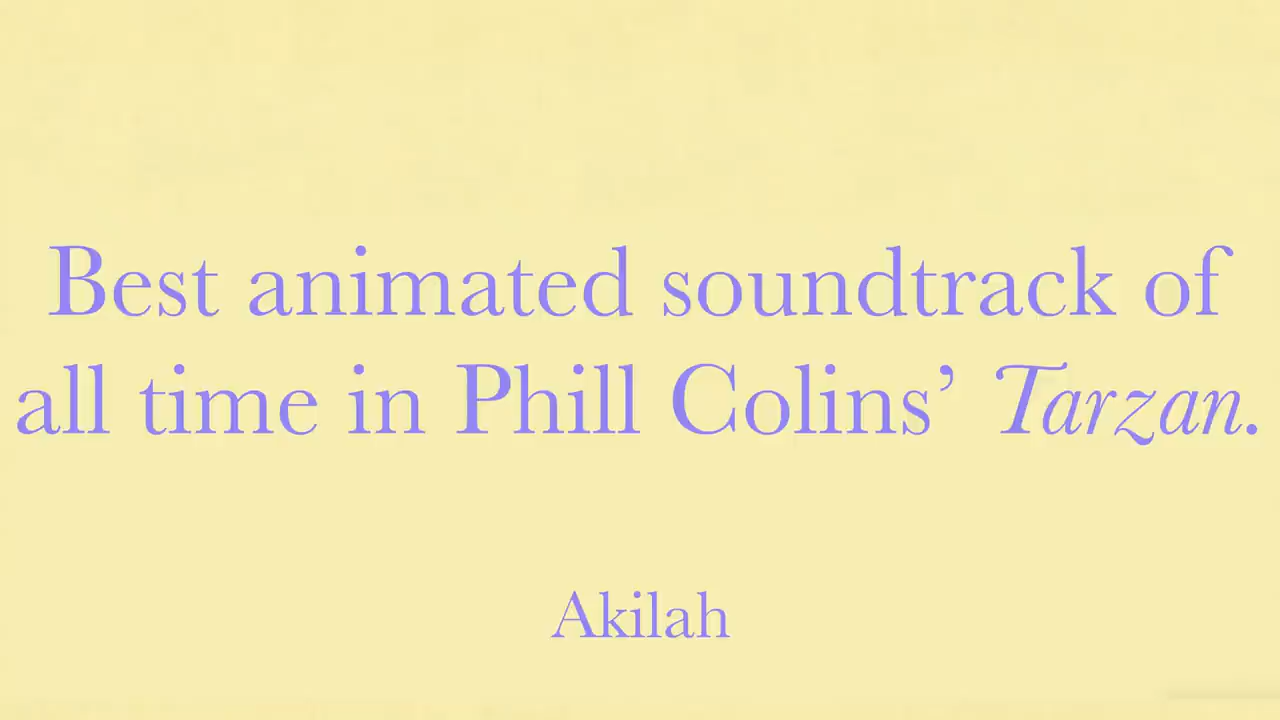 Best animated soundtrack of
all time in Phill Colins’ Tarzan.
Akilah